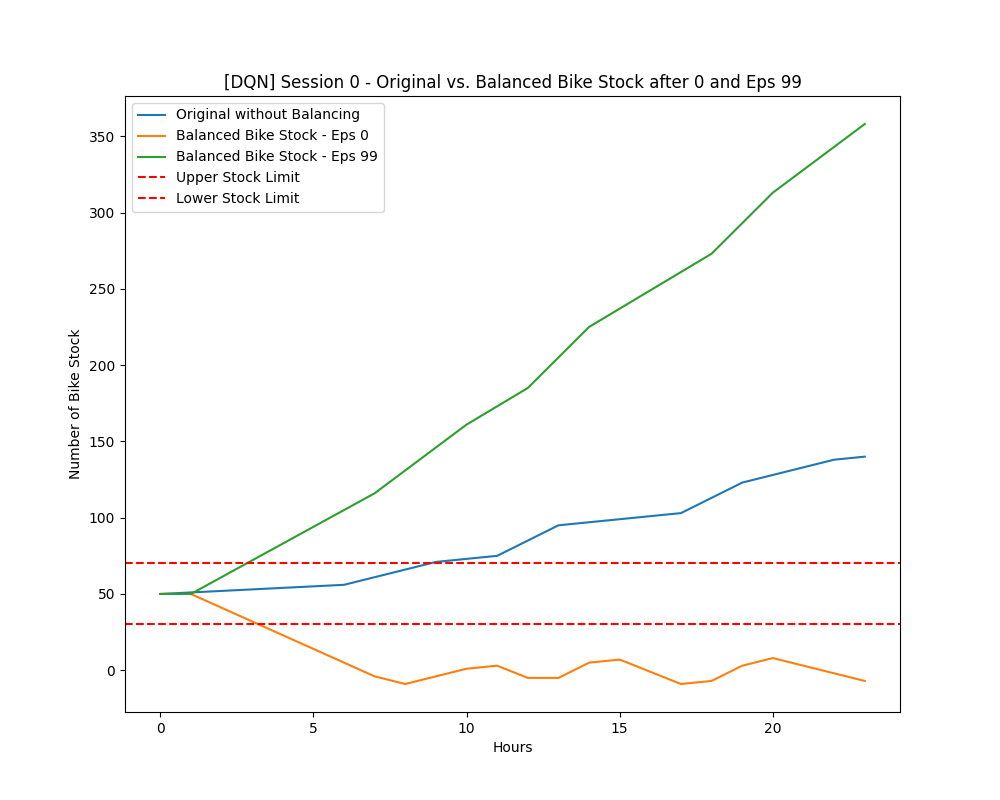 [DQN] Session 0 - Original vs. Balanced Bike Stock after 0 and Eps 99
Original without Balancing
Balanced Bike Stock - Eps 0
Balanced Bike Stock - Eps 99
Upper Stock Limit
Lower Stock Limit
Number of Bike Stock
350
300
250
200
150
100
50
0
0 5 10 15 20
Hours